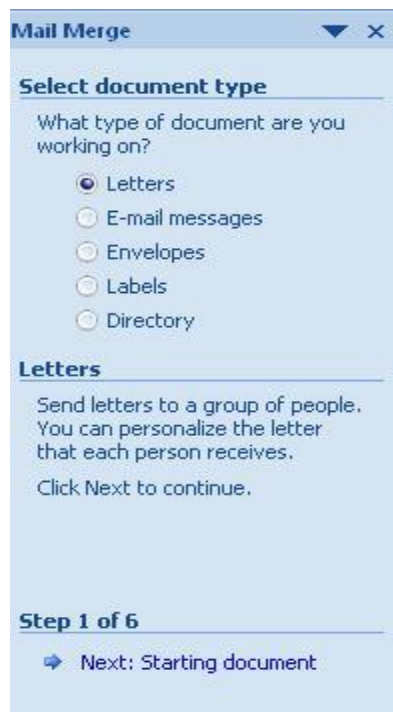 Mail Merge
Select document type
What type of document are you
working on?
Letters
E-mail messages
Envelopes
Labels
Directory
Letters
Send letters to a group of people.
You can personalize the letter
that each person receives.
Click Next to continue.
Step 1 of 6
Next: Starting document